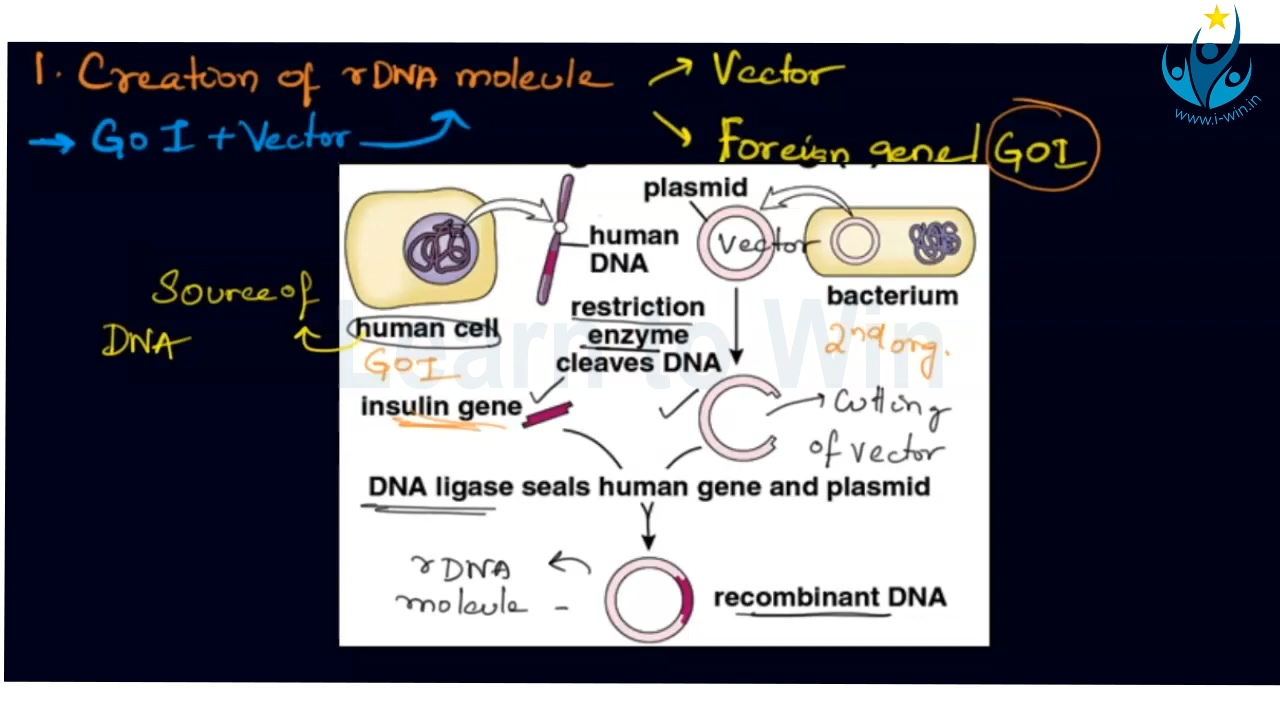 www.i-win.in
1. Creation of rDNA molecule → Vector
→ GOI + Vector
Foreign gene / GOI
plasmid
Vector
human
DNA
bacterium
2nd org.
Source of
DNA
human cell
GOI
restriction
enzyme
cleaves DNA
insulin gene
Cutting
of vector
DNA ligase seals human gene and plasmid
rDNA
molecule -
recombinant DNA
Learn to Win